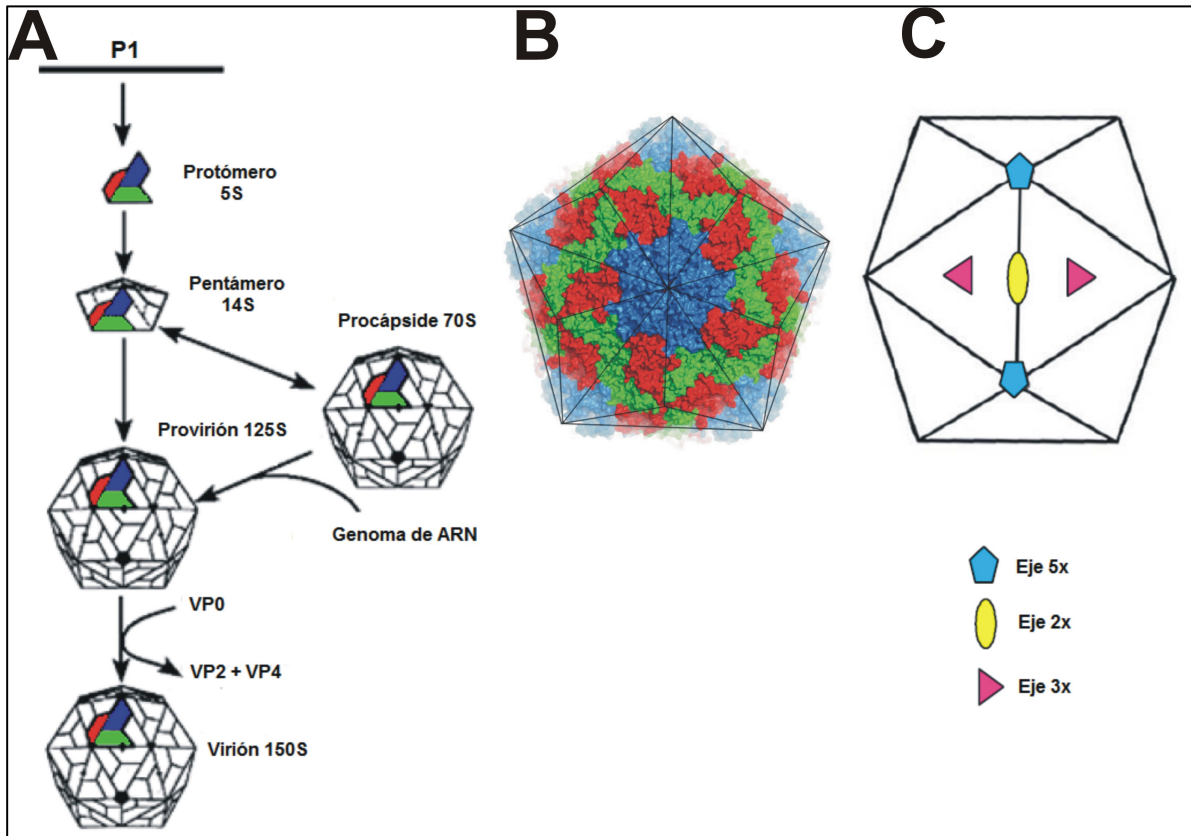 A
P1
Protómero
5S
Pentámero
14S
Procápside 70S
Provirión 125S
Genoma de ARN
VP0
VP2 + VP4
Virión 150S
B
C
Eje 5x
Eje 2x
Eje 3x